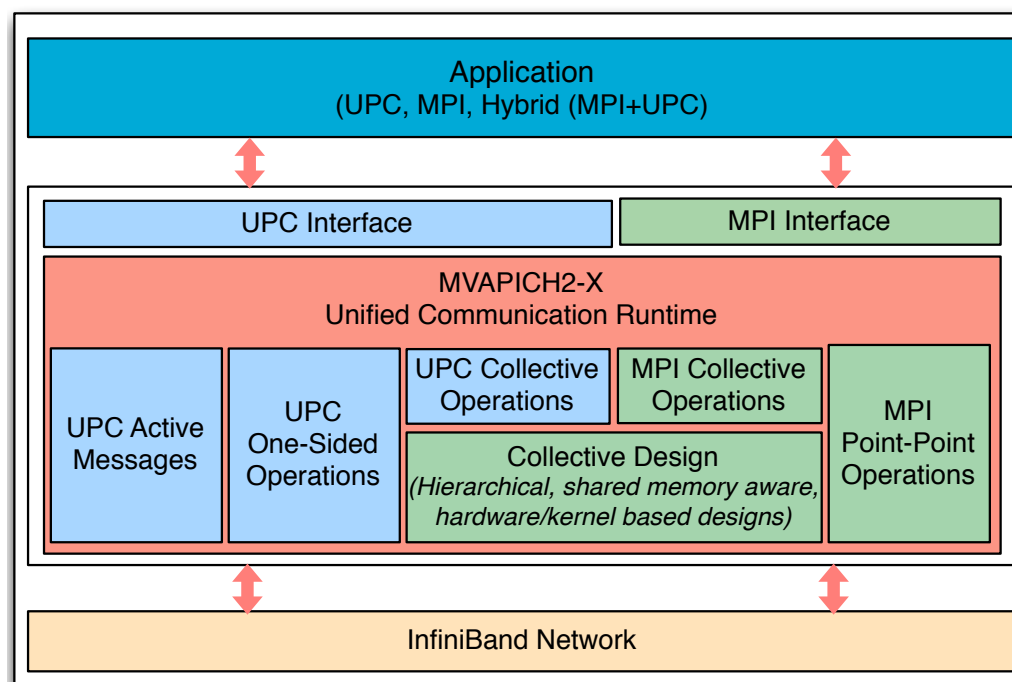 Application
(UPC, MPI, Hybrid (MPI+UPC)
UPC Interface
MPI Interface
MVAPICH2-X
Unified Communication Runtime
UPC Active
Messages
UPC
One-Sided
Operations
UPC Collective
Operations
MPI Collective
Operations
Collective Design
(Hierarchical, shared memory aware,
hardware/kernel based designs)
MPI
Point-Point
Operations
InfiniBand Network